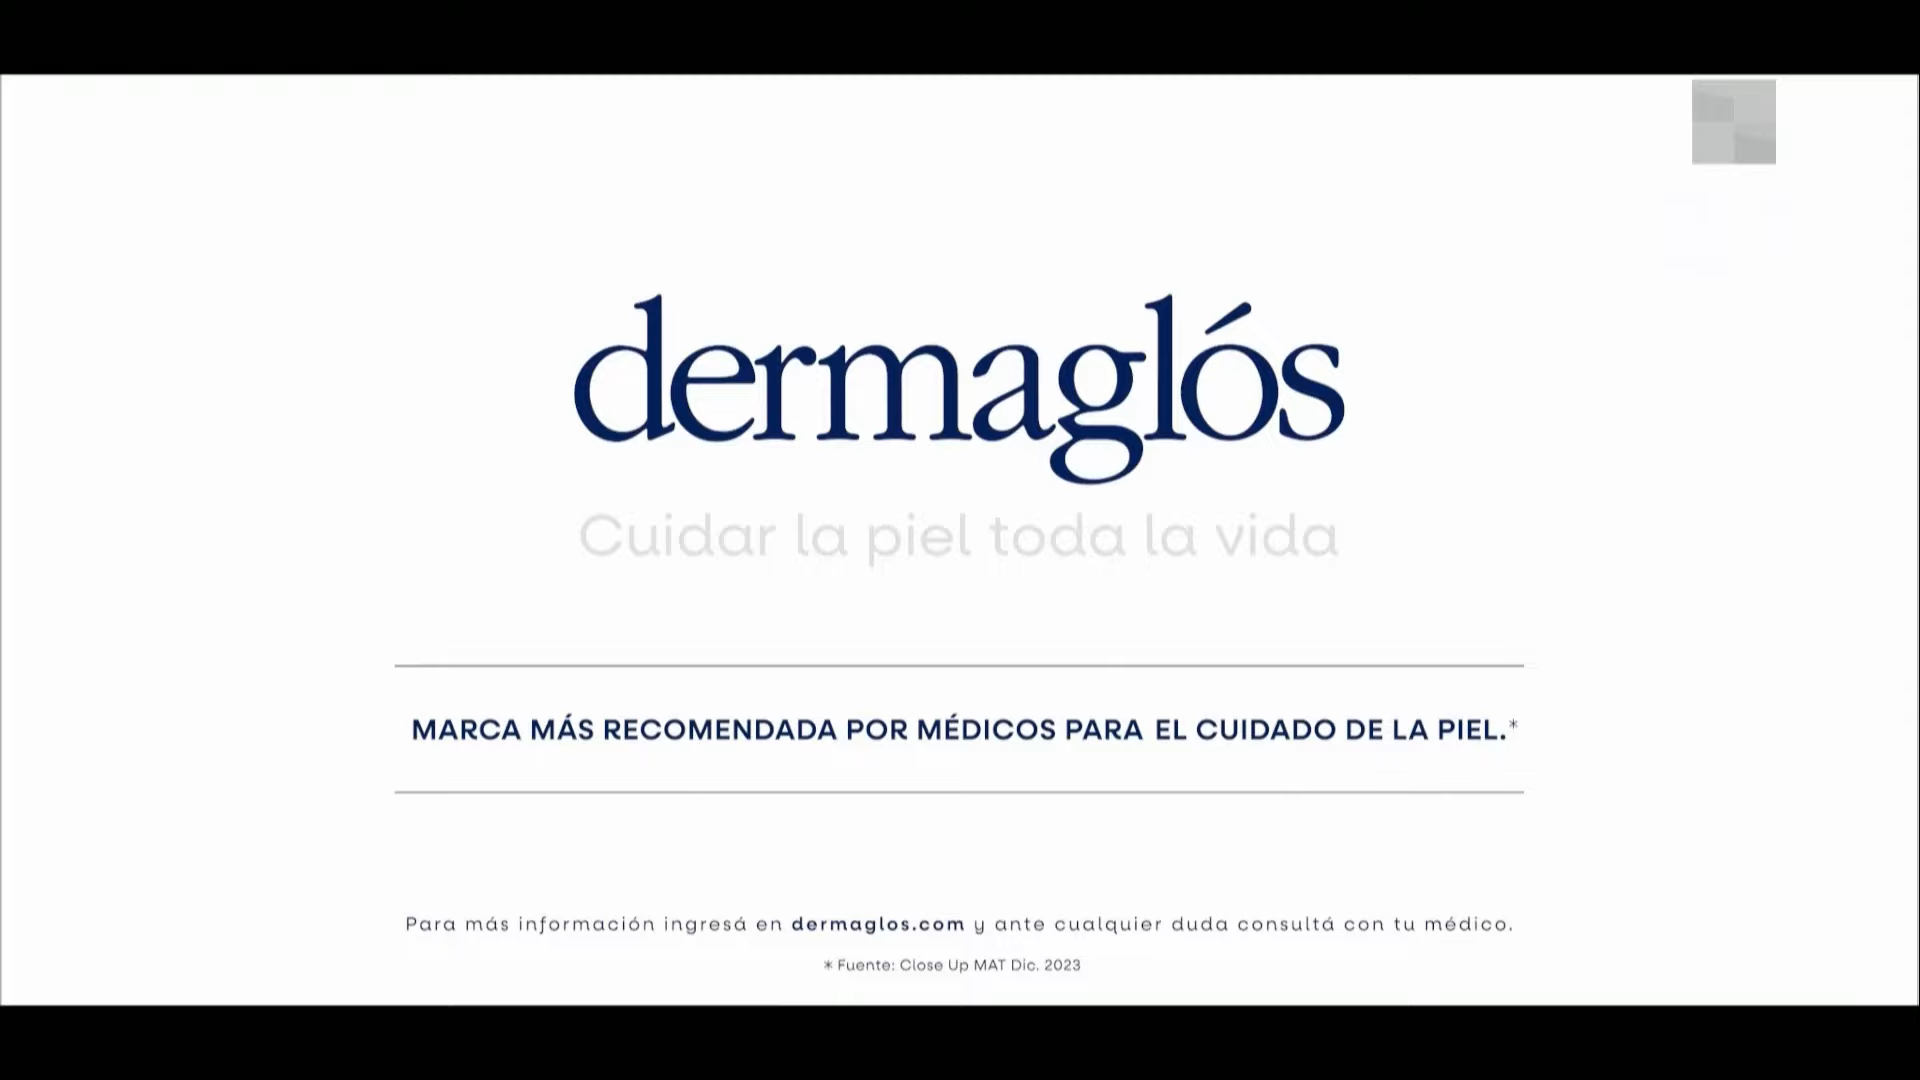 dermaglós
Cuidar la piel toda la vida
MARCA MÁS RECOMENDADA POR MÉDICOS PARA EL CUIDADO DE LA PIEL.*
Para más información ingresá en dermaglos.com y ante cualquier duda consultá con tu médico.
* Fuente: Close Up MAT Dic. 2023